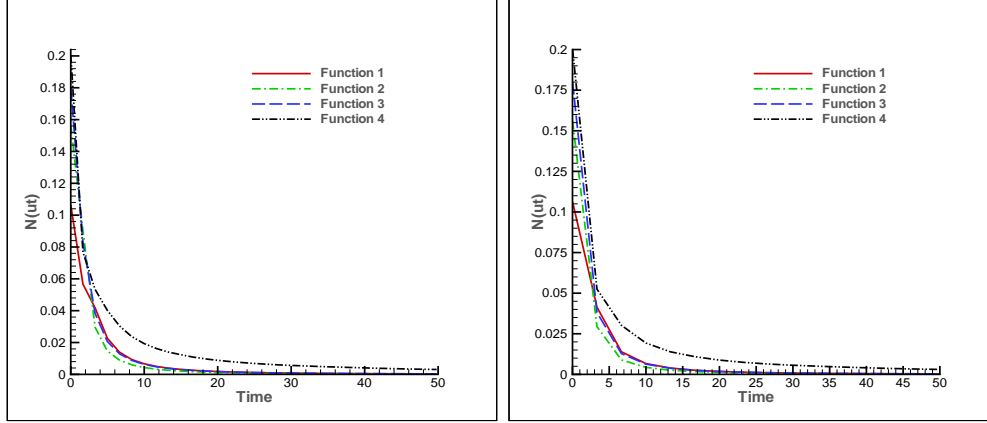 0.2
0.18
0.16
0.14
0.12
0.1
0.08
0.06
0.04
0.02
0
N(ut)
Function 1
Function 2
Function 3
Function 4
0 10 20 30 40 50
Time
0.2
0.175
0.15
0.125
0.1
0.075
0.05
0.025
0
N(ut)
Function 1
Function 2
Function 3
Function 4
0 5 10 15 20 25 30 35 40 45 50
Time